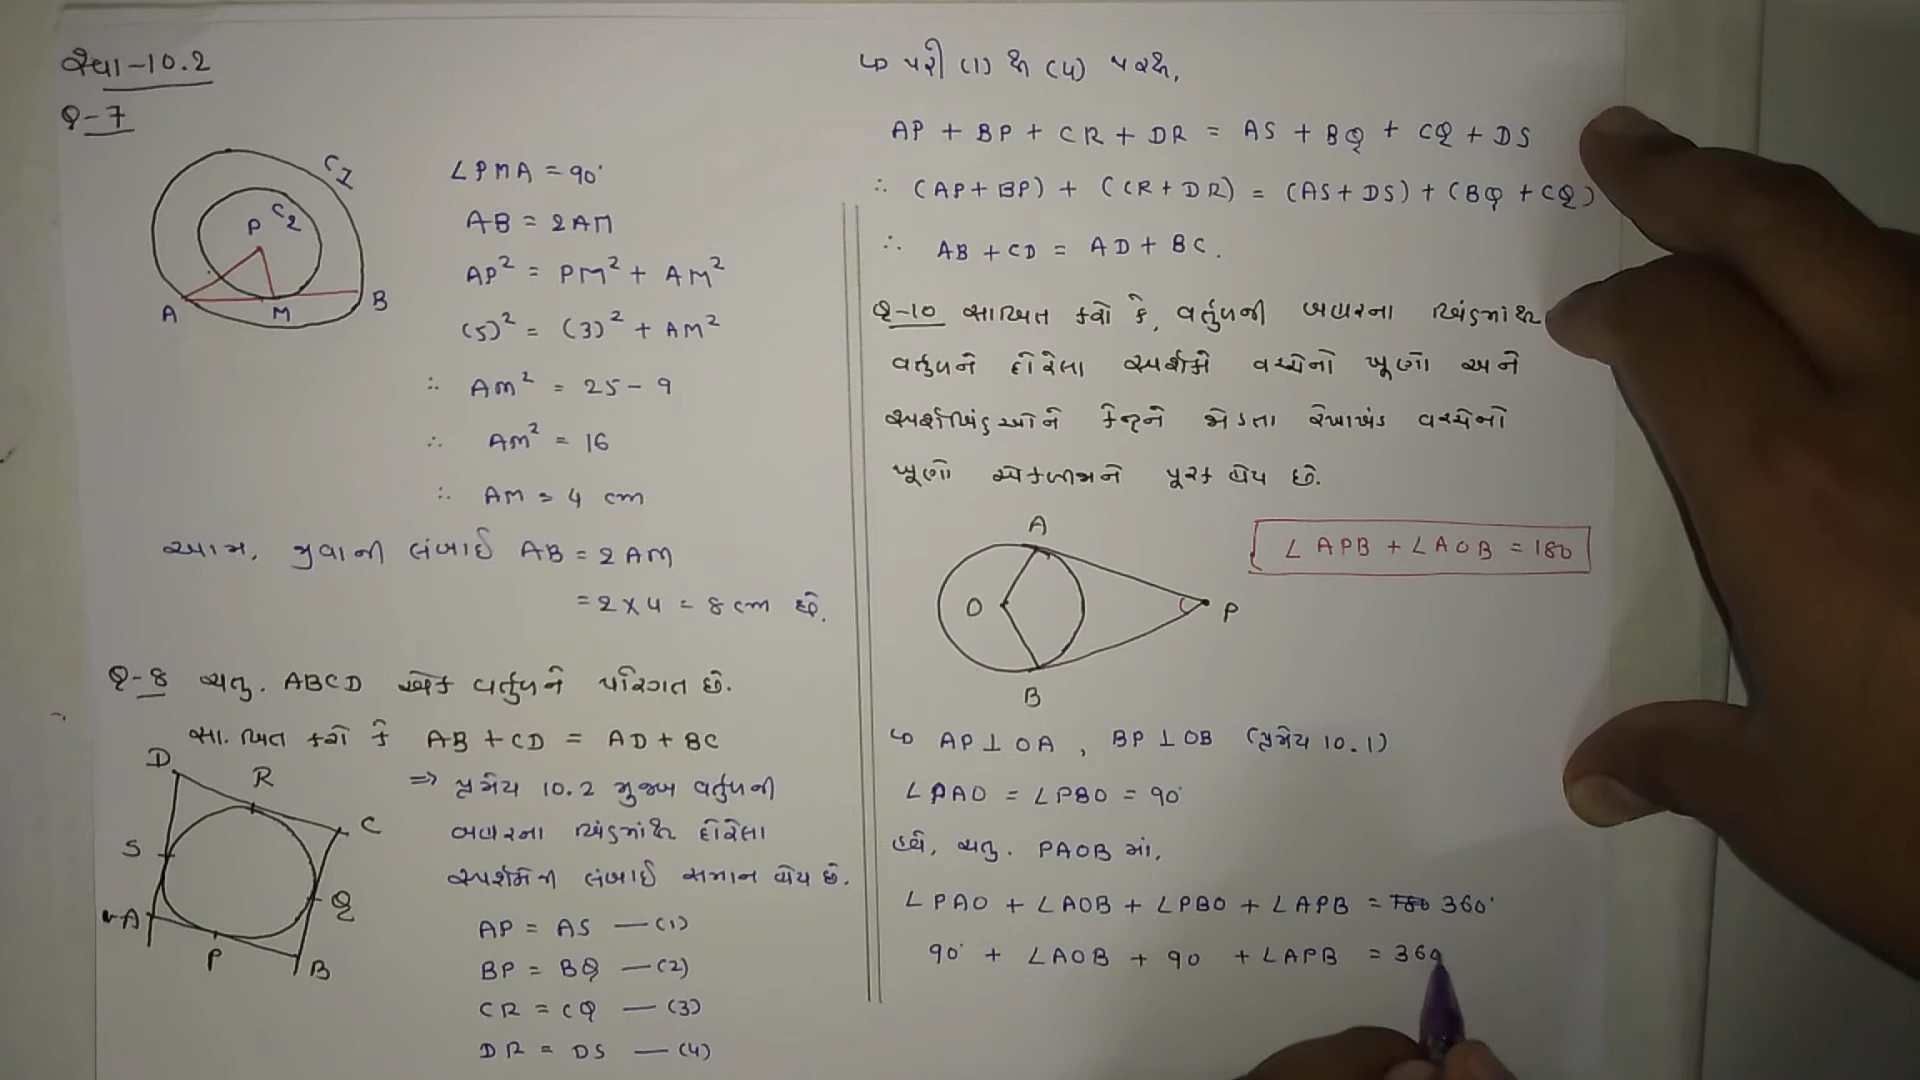 સ્વા-10.2
Q-7
C1
C2
P
A
M
B
∠PMA = 90°
AB = 2AM
AP² = PM² + AM²
(5)² = (3)² + AM²
∴ AM² = 25 - 9
∴ AM² = 16
∴ AM = 4 cm
આમ, જીવાની લંબાઈ AB = 2AM
= 2 × 4 = 8 cm છે.
Q-8 ચતુ. ABCD એક વર્તુળને પરિગત છે.
સાબિત કરો કે AB + CD = AD + BC
D
R
C
S
Q
A
P
B
⇒ પ્રમેય 10.2 મુજબ વર્તુળની
બહારના બિંદુમાંથી દોરેલા
સ્પર્શકોની લંબાઈ સમાન હોય છે.
AP = AS — (1)
BP = BQ — (2)
CR = CQ — (3)
DR = DS — (4)
પરી (1) થી (4) પરથી,
AP + BP + CR + DR = AS + BQ + CQ + DS
∴ (AP + BP) + (CR + DR) = (AS + DS) + (BQ + CQ)
∴ AB + CD = AD + BC.
Q-10 સાબિત કરો કે, વર્તુળની બહારના બિંદુમાંથી
વર્તુળને દોરેલા સ્પર્શકો વચ્ચેનો ખૂણો અને
સ્પર્શબિંદુઓને કેન્દ્રને જોડતા રેખાખંડ વચ્ચેનો
ખૂણો એકબીજાને પૂરક હોય છે.
A
O
P
B
∠APB + ∠AOB = 180
AP ⊥ OA , BP ⊥ OB (પ્રમેય 10.1)
∠PAO = ∠PBO = 90°
હવે, ચતુ. PAOB માં,
∠PAO + ∠AOB + ∠PBO + ∠APB = 180 360°
90° + ∠AOB + 90 + ∠APB = 360